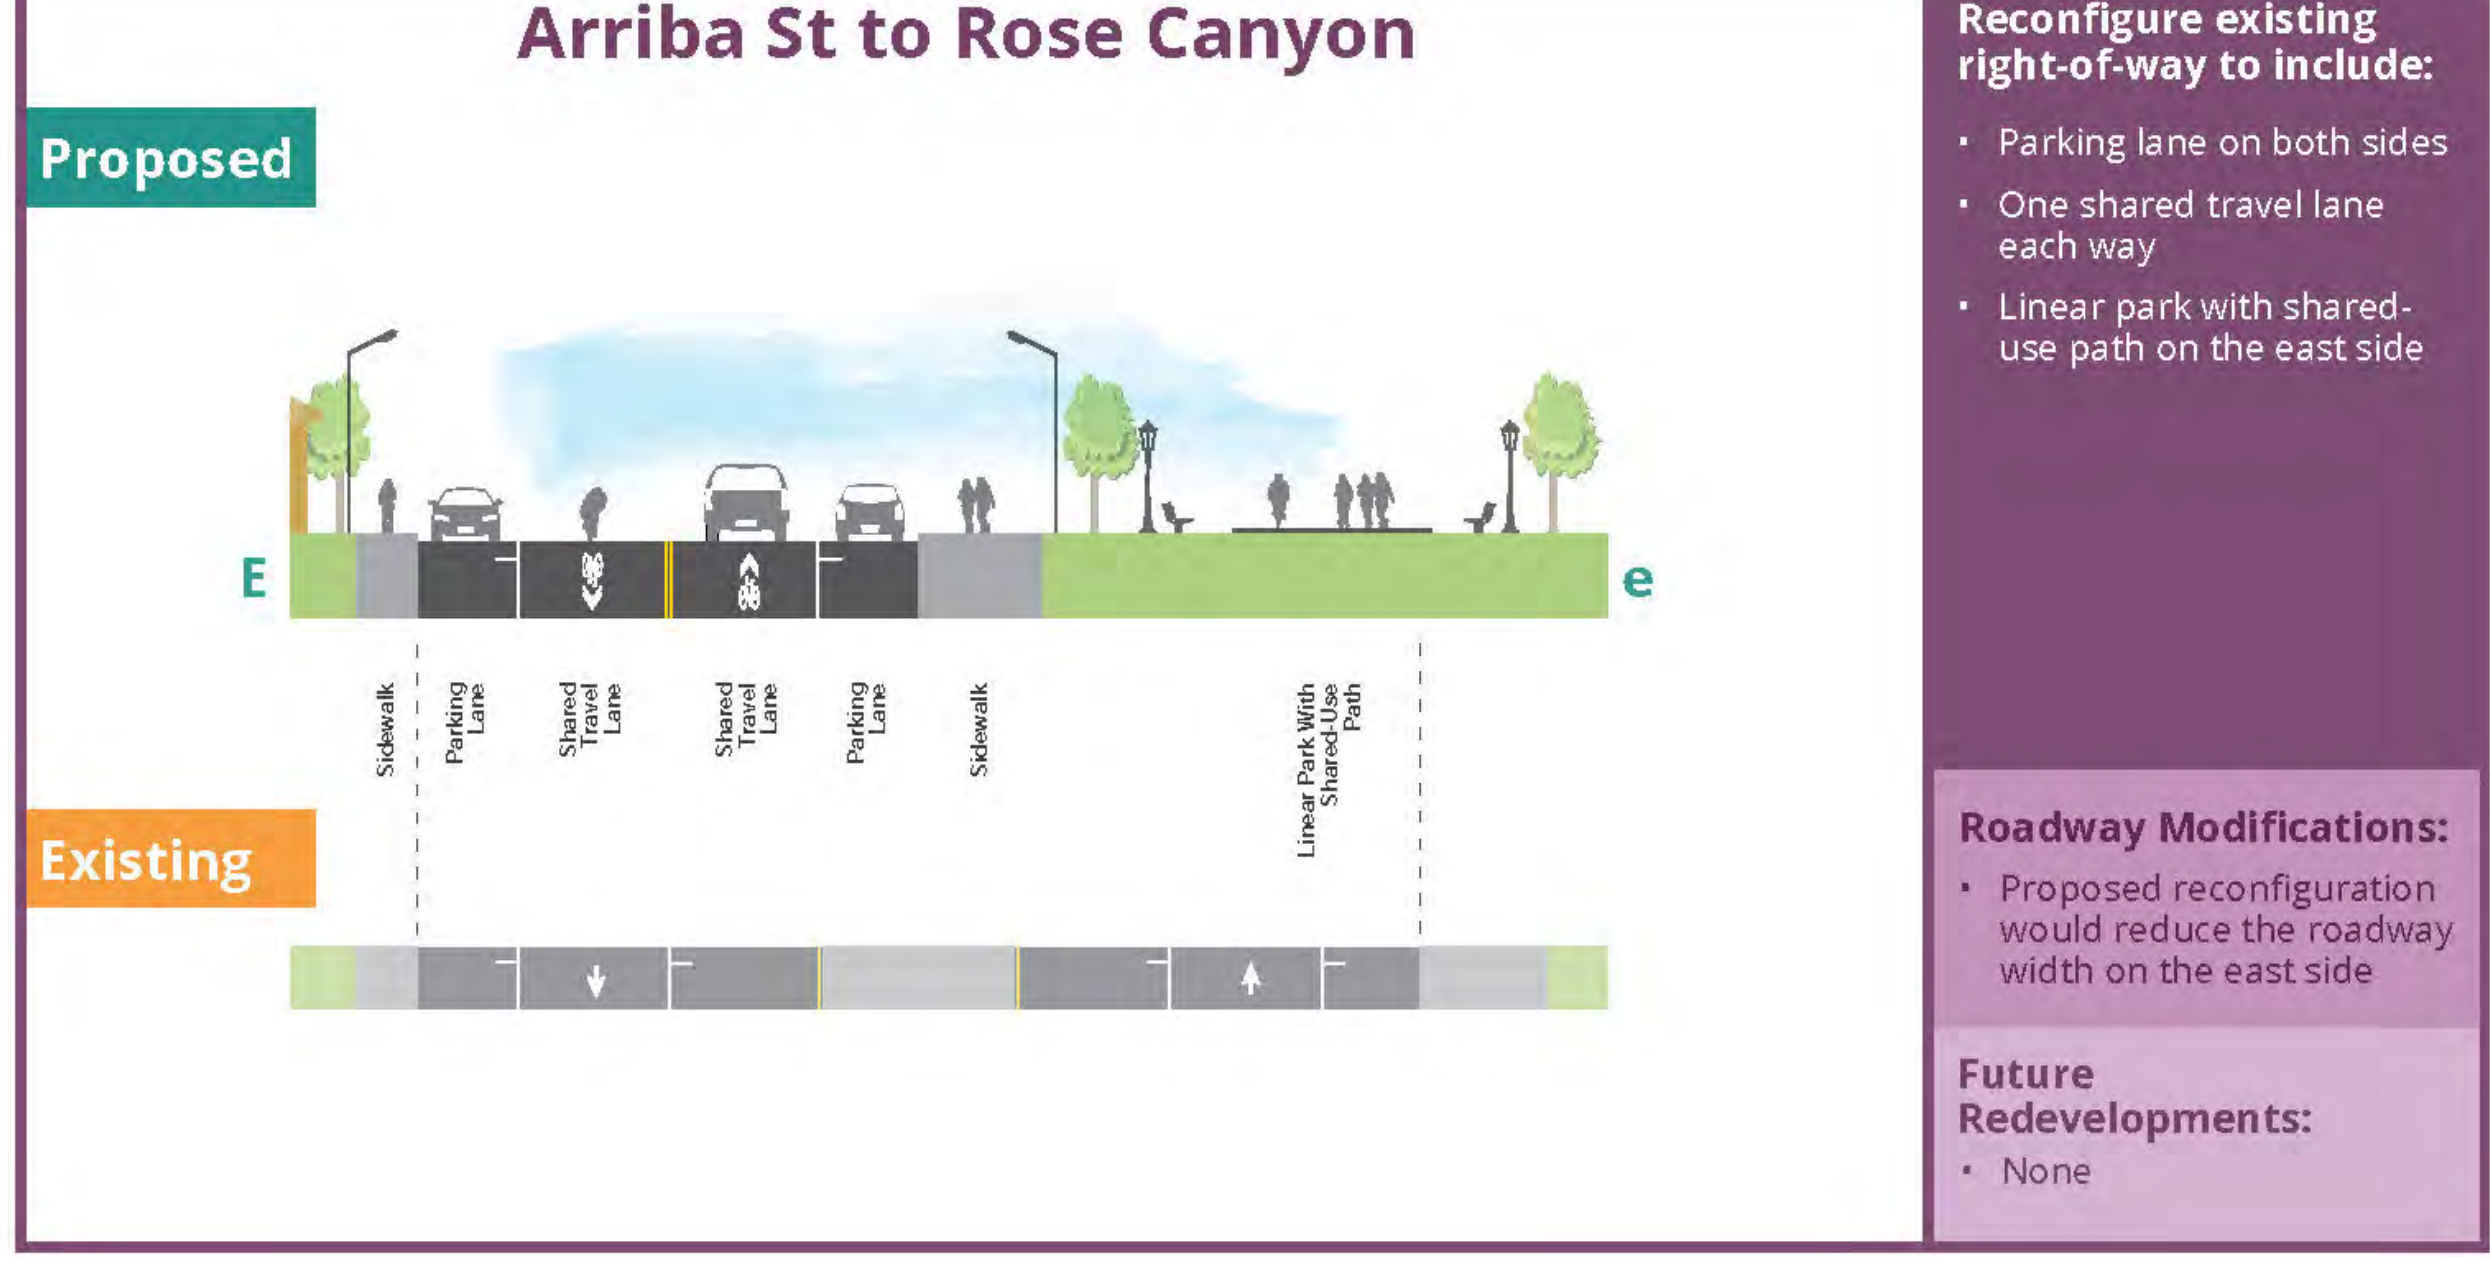 Arriba St to Rose Canyon
Proposed
E
e
Sidewalk
Parking
Lane
Shared
Travel
Lane
Shared
Travel
Lane
Parking
Lane
Sidewalk
Linear Park With
Shared-Use
Path
Existing
Reconfigure existing
right-of-way to include:
• Parking lane on both sides
• One shared travel lane
each way
• Linear park with shared-
use path on the east side
Roadway Modifications:
• Proposed reconfiguration
would reduce the roadway
width on the east side
Future
Redevelopments:
• None